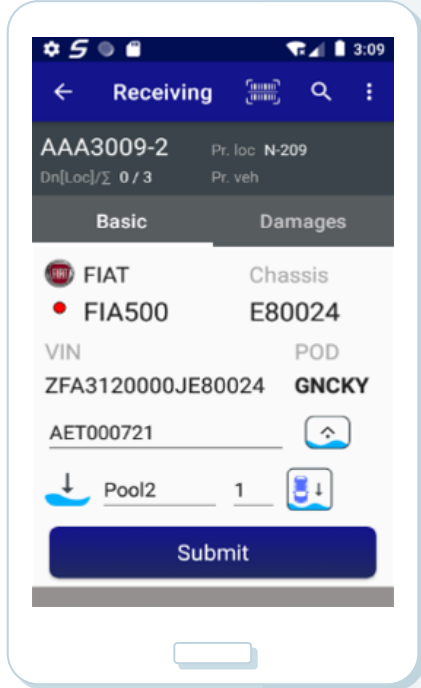 3:09
Receiving
AAA3009-2 Pr. loc N-209
Dn[Loc]/Σ 0 / 3 Pr. veh
Basic Damages
FIAT FIAT Chassis
FIA500 E80024
VIN POD
ZFA3120000JE80024 GNCKY
AET000721
Pool2 1
Submit